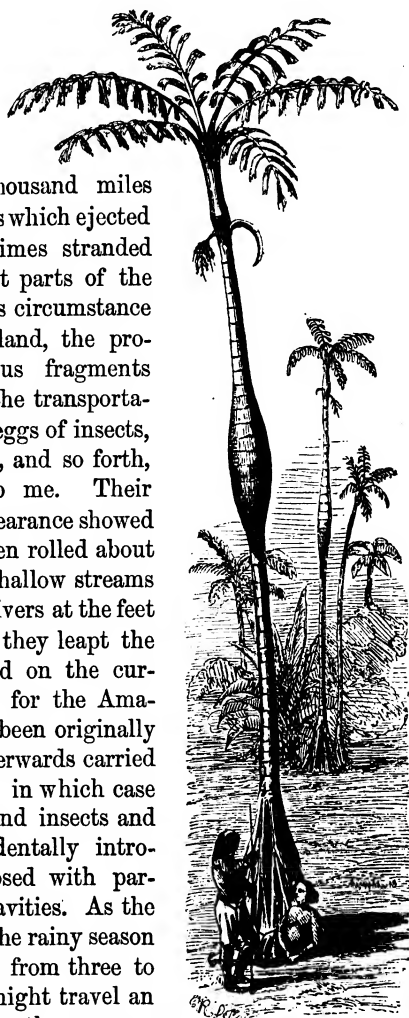 housand miles
s which ejected
imes stranded
t parts of the
s circumstance
land, the pro-
us fragments
he transporta-
eggs of insects,
, and so forth,
o me. Their
earance showed
en rolled about
hallow streams
ivers at the feet
they leapt the
d on the cur-
for the Ama-
been originally
erwards carried
in which case
nd insects and
dentally intro-
osed with par-
avities. As the
he rainy season
from three to
night travel an